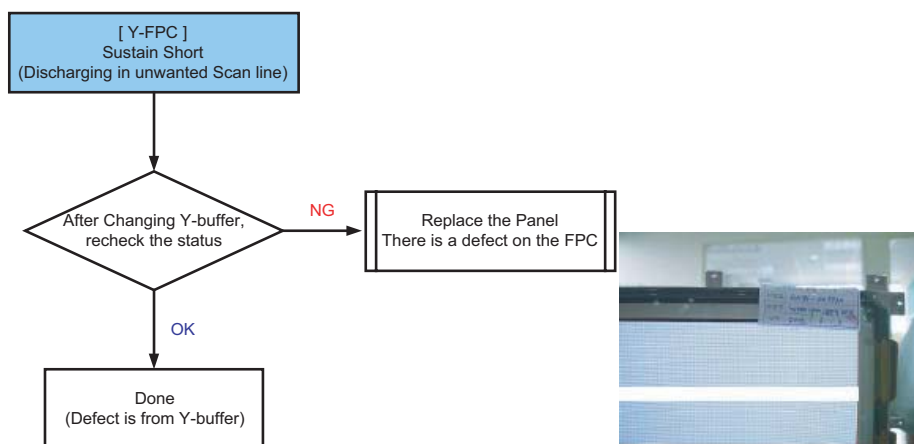 [ Y-FPC ]
Sustain Short
(Discharging in unwanted Scan line)
After Changing Y-buffer,
recheck the status
NG
Replace the Panel
There is a defect on the FPC
OK
Done
(Defect is from Y-buffer)